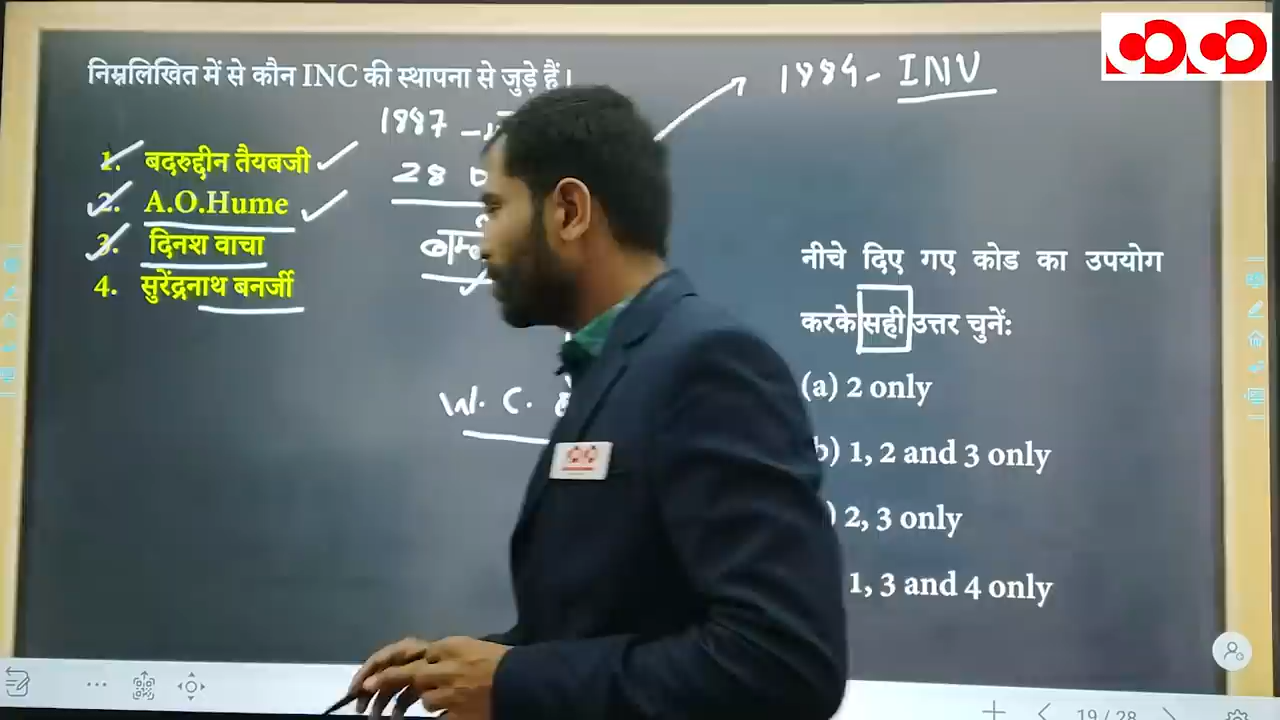 निम्नलिखित में से कौन INC की स्थापना से जुड़े हैं।
1884 - INU
1887 -
28 D
1. बदरुद्दीन तैयबजी
2. A.O.Hume
3. दिनश वाचा
4. सुरेंद्रनाथ बनर्जी
W. C.
नीचे दिए गए कोड का उपयोग
करके सही उत्तर चुनें:
(a) 2 only
b) 1, 2 and 3 only
) 2, 3 only
1, 3 and 4 only
19 / 28